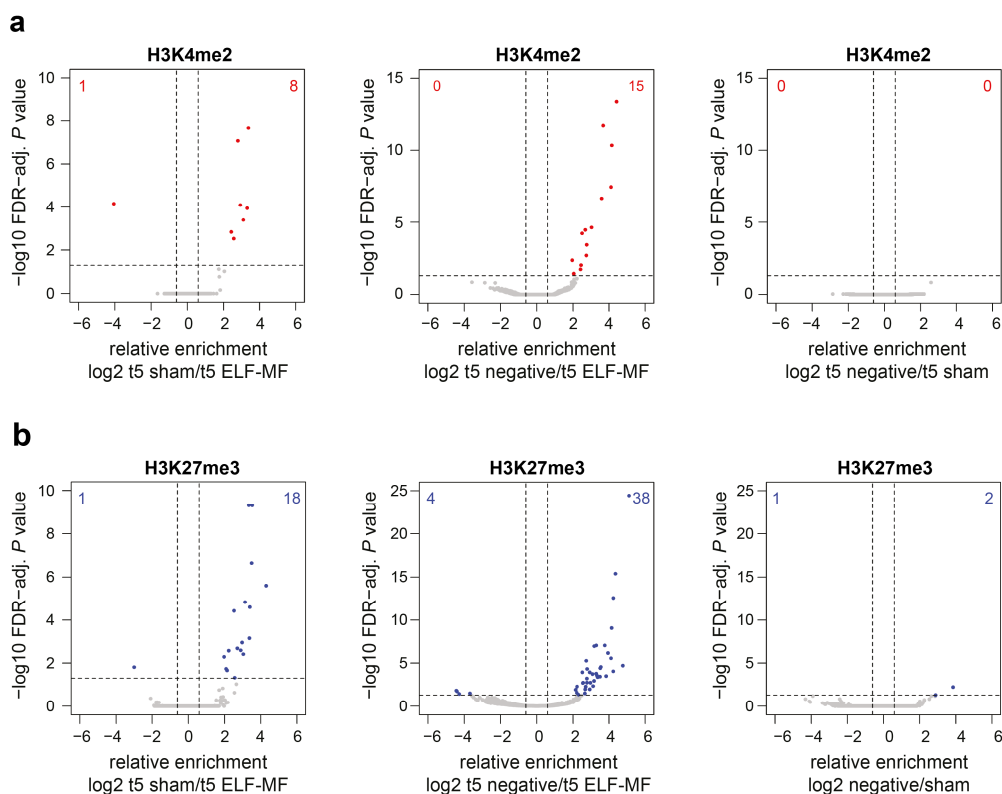 a
H3K4me2
H3K4me2
H3K4me2
10
8
6
4
2
0
−log10 FDR−adj. P value
1
8
−6 −4 −2 0 2 4 6
relative enrichment
log2 t5 sham/t5 ELF-MF
15
10
5
0
−log10 FDR−adj. P value
0
15
−6 −4 −2 0 2 4 6
relative enrichment
log2 t5 negative/t5 ELF-MF
15
10
5
0
−log10 FDR−adj. P value
0
0
−6 −4 −2 0 2 4 6
relative enrichment
log2 t5 negative/t5 sham
b
H3K27me3
H3K27me3
H3K27me3
10
8
6
4
2
0
−log10 FDR−adj. P value
1
18
−6 −4 −2 0 2 4 6
relative enrichment
log2 t5 sham/t5 ELF-MF
25
20
15
10
5
0
−log10 FDR−adj. P value
4
38
−6 −4 −2 0 2 4 6
relative enrichment
log2 t5 negative/t5 ELF-MF
25
20
15
10
5
0
−log10 FDR−adj. P value
1
2
−6 −4 −2 0 2 4 6
relative enrichment
log2 negative/sham